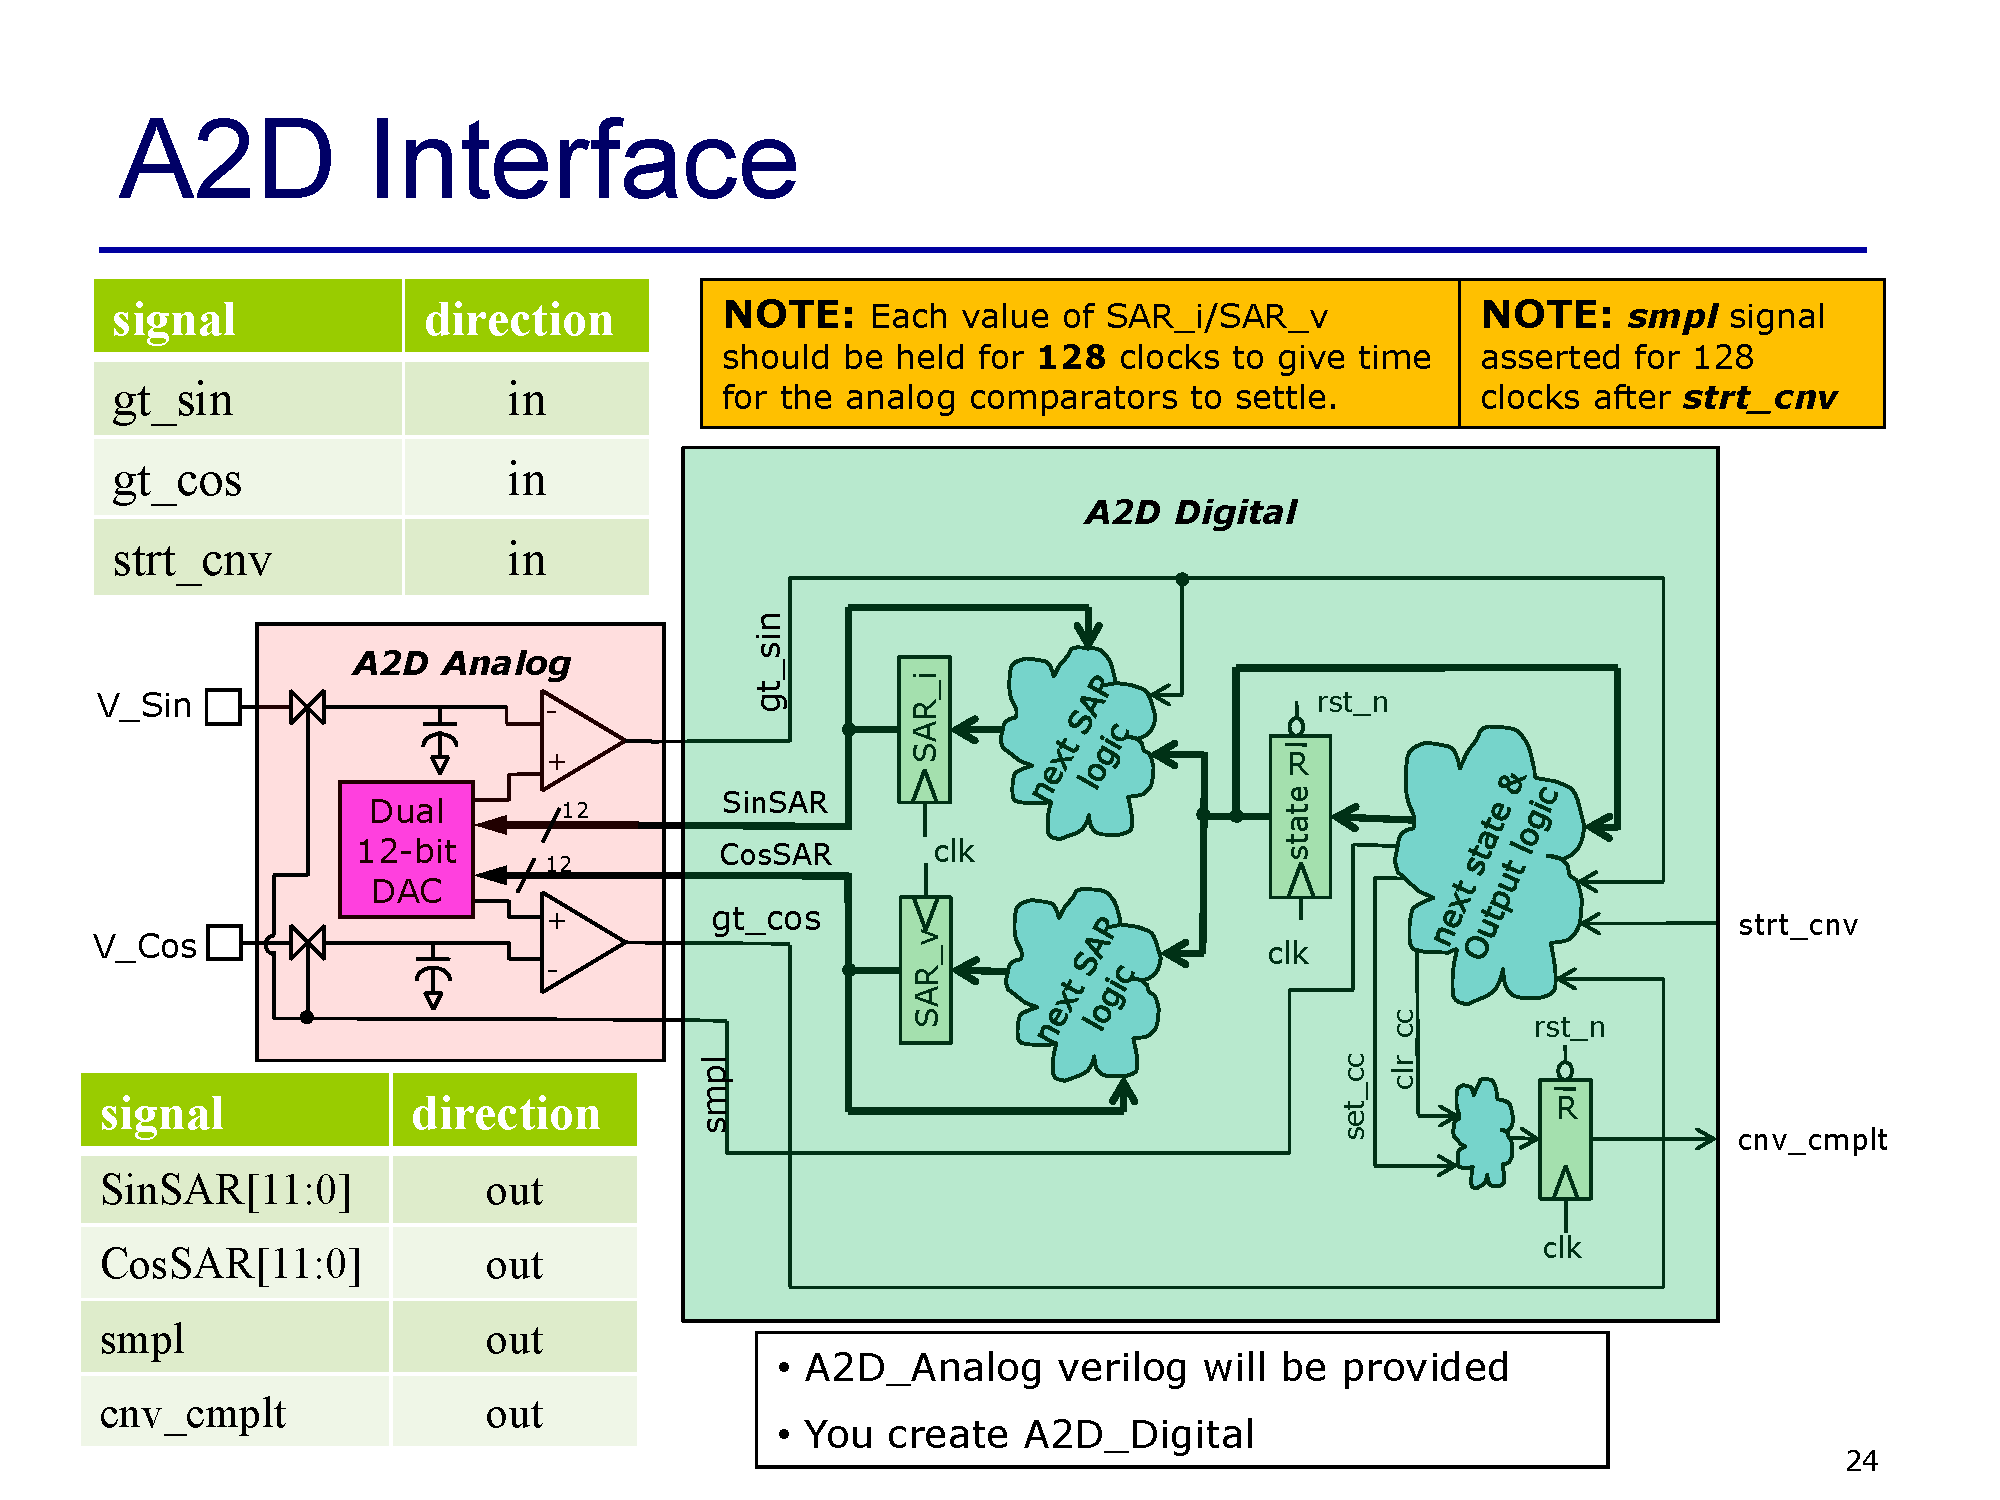 A2D Interface
signal direction
gt_sin in
gt_cos in
strt_cnv in
NOTE: Each value of SAR_i/SAR_v
should be held for 128 clocks to give time
for the analog comparators to settle.
NOTE: smpl signal
asserted for 128
clocks after strt_cnv
A2D Analog
V_Sin
-
+
Dual
12-bit
DAC
12
12
+
-
V_Cos
A2D Digital
gt_sin
SinSAR
CosSAR
gt_cos
smpl
SAR_i
clk
SAR_v
next SAR
logic
next SAR
logic
rst_n
R
state
clk
next state &
Output logic
strt_cnv
set_cc
clr_cc
rst_n
R
clk
cnv_cmplt
signal direction
SinSAR[11:0] out
CosSAR[11:0] out
smpl out
cnv_cmplt out
• A2D_Analog verilog will be provided
• You create A2D_Digital
24